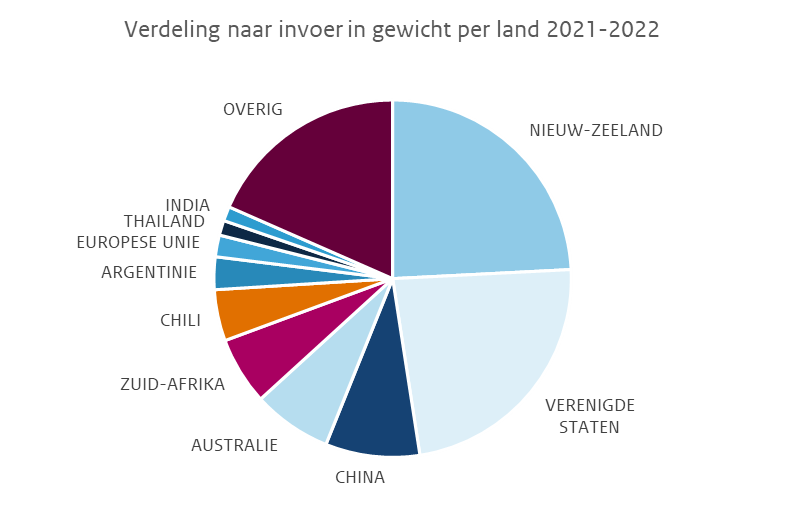 Verdeling naar invoer in gewicht per land 2021-2022
OVERIG
NIEUW-ZEELAND
INDIA
THAILAND
EUROPESE UNIE
ARGENTINIE
CHILI
ZUID-AFRIKA
VERENIGDE
STATEN
AUSTRALIE
CHINA